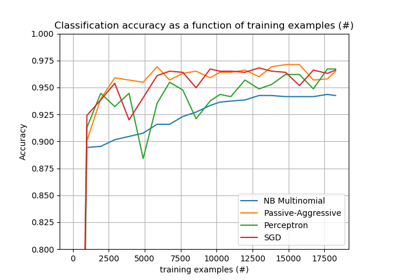 Classification accuracy as a function of training examples (#)
1.000
0.975
0.950
0.925
0.900
0.875
0.850
0.825
0.800
Accuracy
NB Multinomial
Passive-Aggressive
Perceptron
SGD
0 2500 5000 7500 10000 12500 15000 17500
training examples (#)